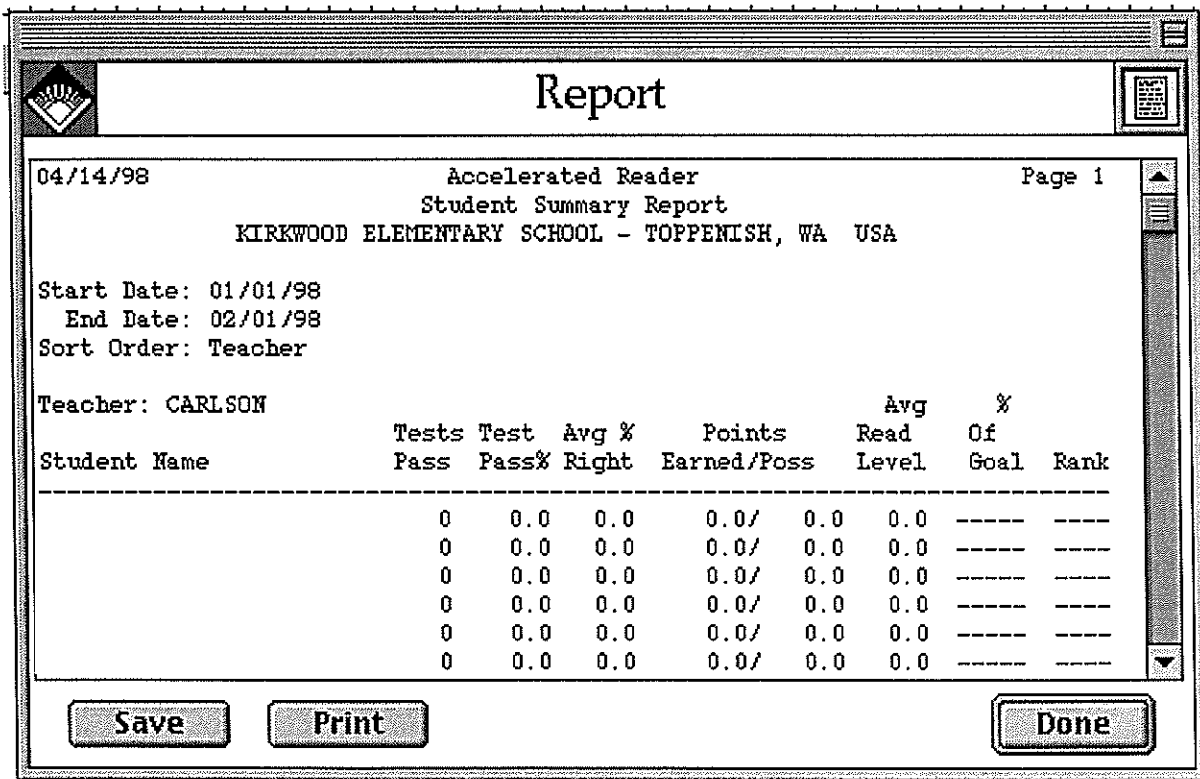 Report
04/14/98 Accelerated Reader Page 1
Student Summary Report
KIRKWOOD ELEMENTARY SCHOOL - TOPPENISH, WA USA
Start Date: 01/01/98
End Date: 02/01/98
Sort Order: Teacher
Teacher: CARLSON Avg %
Tests Test Avg % Points Read Of
Student Name Pass Pass% Right Earned/Poss Level Goal Rank
--------------------------------------------------------------------------------
0 0.0 0.0 0.0/ 0.0 0.0 ----- ----
0 0.0 0.0 0.0/ 0.0 0.0 ----- ----
0 0.0 0.0 0.0/ 0.0 0.0 ----- ----
0 0.0 0.0 0.0/ 0.0 0.0 ----- ----
0 0.0 0.0 0.0/ 0.0 0.0 ----- ----
0 0.0 0.0 0.0/ 0.0 0.0 ----- ----
Save Print Done